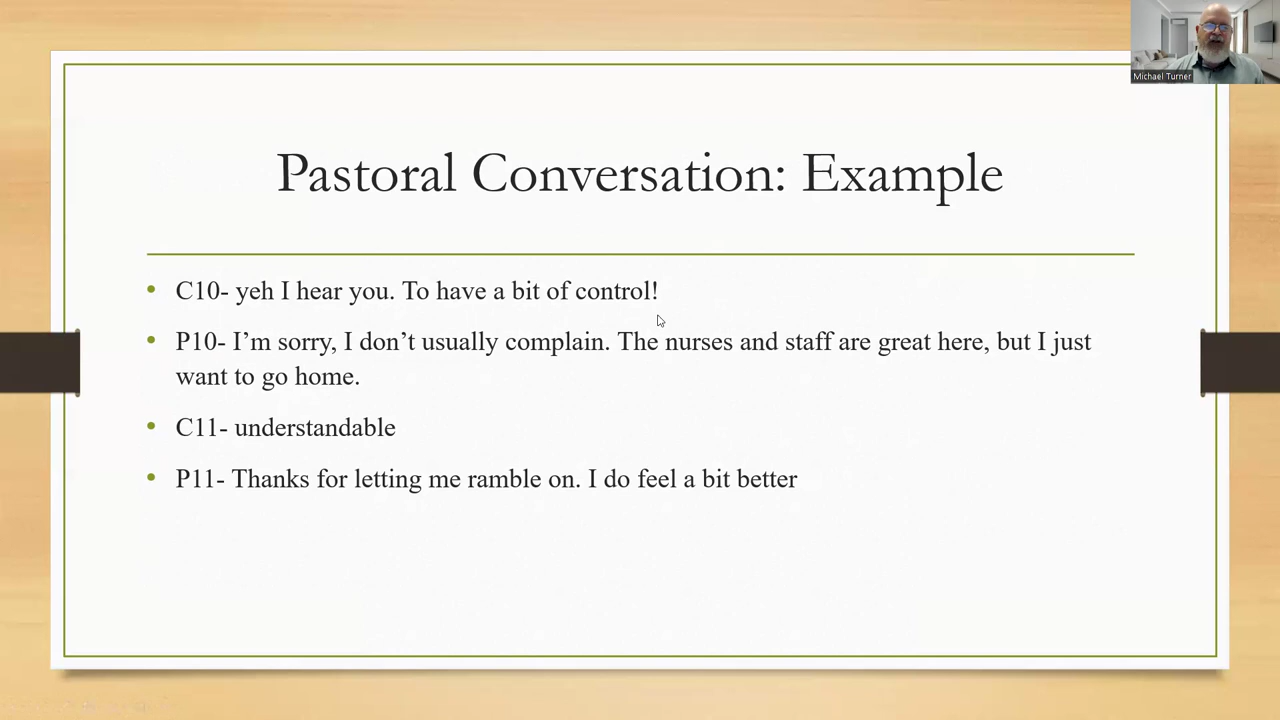 Michael Turner
Pastoral Conversation: Example
• C10- yeh I hear you. To have a bit of control!
• P10- I’m sorry, I don’t usually complain. The nurses and staff are great here, but I just
want to go home.
• C11- understandable
• P11- Thanks for letting me ramble on. I do feel a bit better